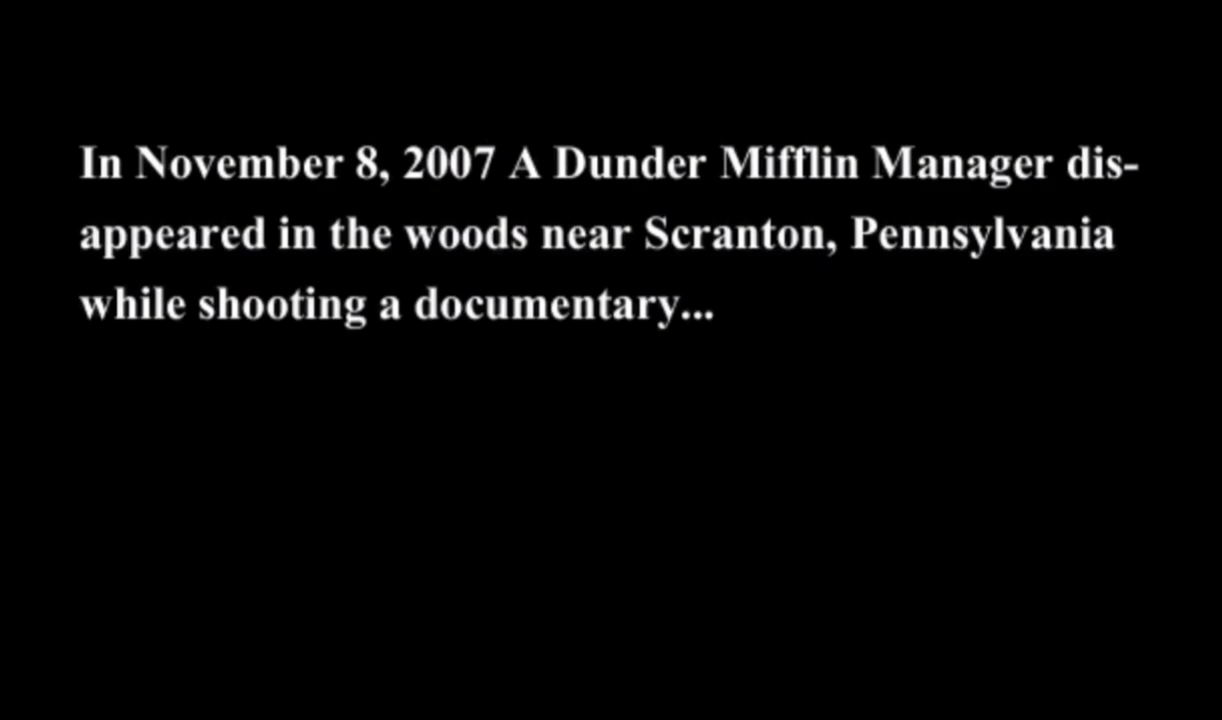 In November 8, 2007 A Dunder Mifflin Manager dis-
appeared in the woods near Scranton, Pennsylvania
while shooting a documentary...